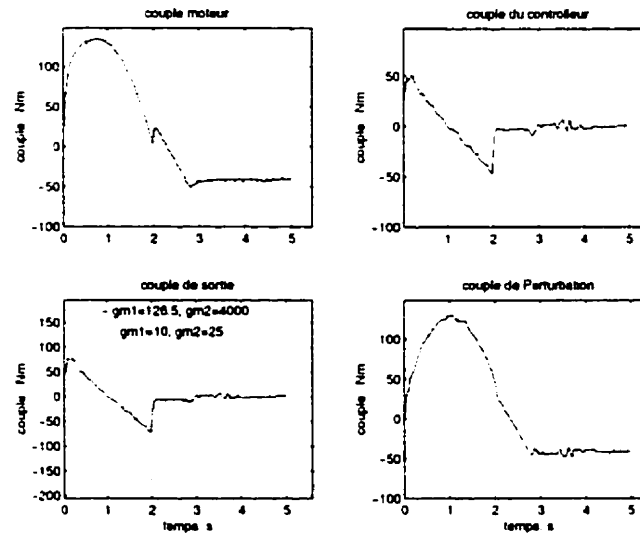 couple moteur
couple Nm
100
50
0
-50
-100
0 1 2 3 4 5
couple du controlleur
couple Nm
50
0
-50
-100
1 2 3 4 5
couple de sortie
- gm1=126.5, gm2=4000
gm1=10, gm2=25
couple Nm
150
100
50
0
-50
-100
-150
-200
0 1 2 3 4 5
temps s
couple de Perturbation
couple Nm
100
50
0
-50
-100
0 1 2 3 4 5
temps s